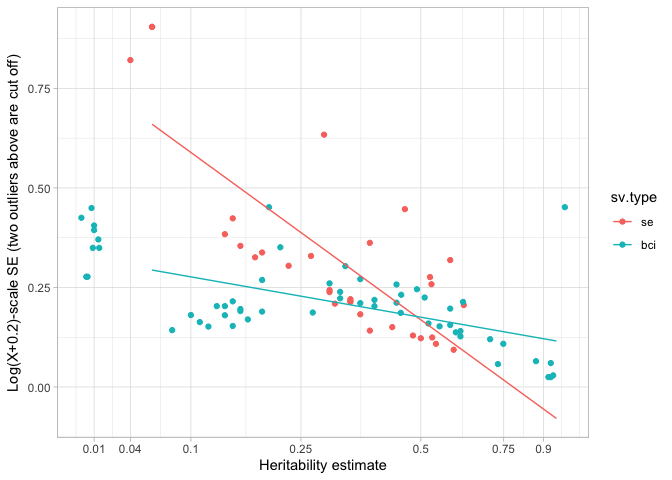 Log(X+0.2)-scale SE (two outliers above are cut off)
0.75
0.50
0.25
0.00
0.01
0.04
0.1
0.25
0.5
0.75
0.9
Heritability estimate
sv.type
se
bci